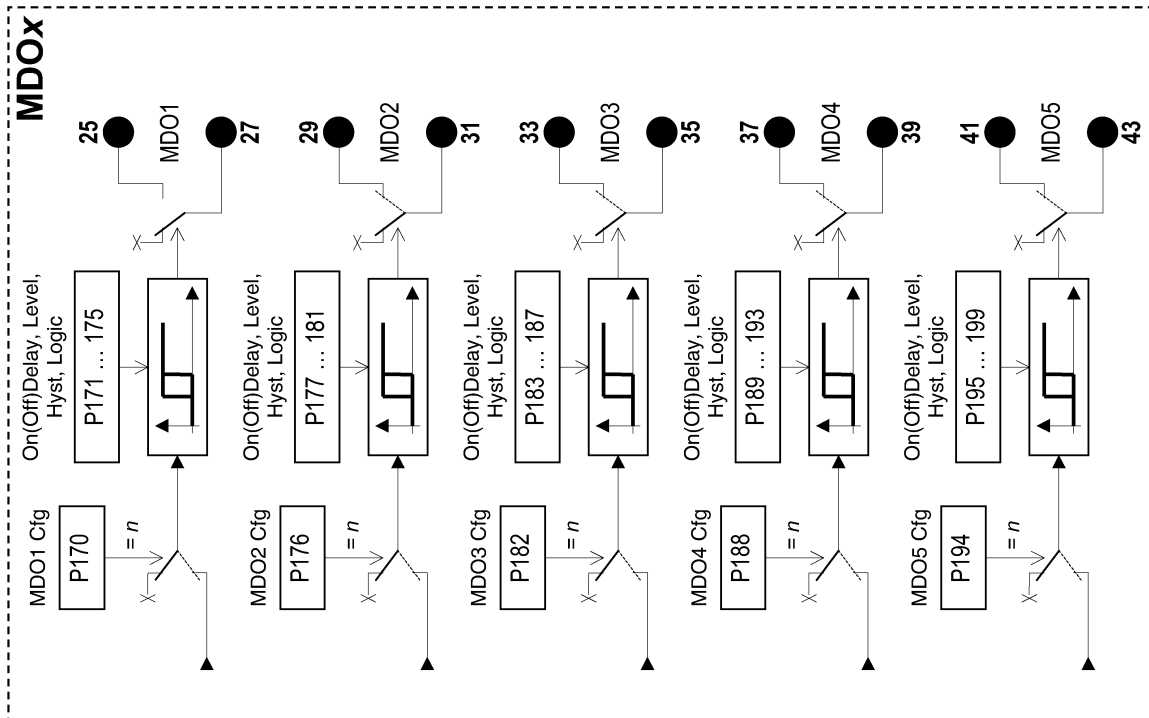 MDOx
MDO1 Cfg
P170
= n
On(Off)Delay, Level,
Hyst, Logic
P171 ... 175
25
MDO1
27
MDO2 Cfg
P176
= n
On(Off)Delay, Level,
Hyst, Logic
P177 ... 181
29
MDO2
31
MDO3 Cfg
P182
= n
On(Off)Delay, Level,
Hyst, Logic
P183 ... 187
33
MDO3
35
MDO4 Cfg
P188
= n
On(Off)Delay, Level,
Hyst, Logic
P189 ... 193
37
MDO4
39
MDO5 Cfg
P194
= n
On(Off)Delay, Level,
Hyst, Logic
P195 ... 199
41
MDO5
43